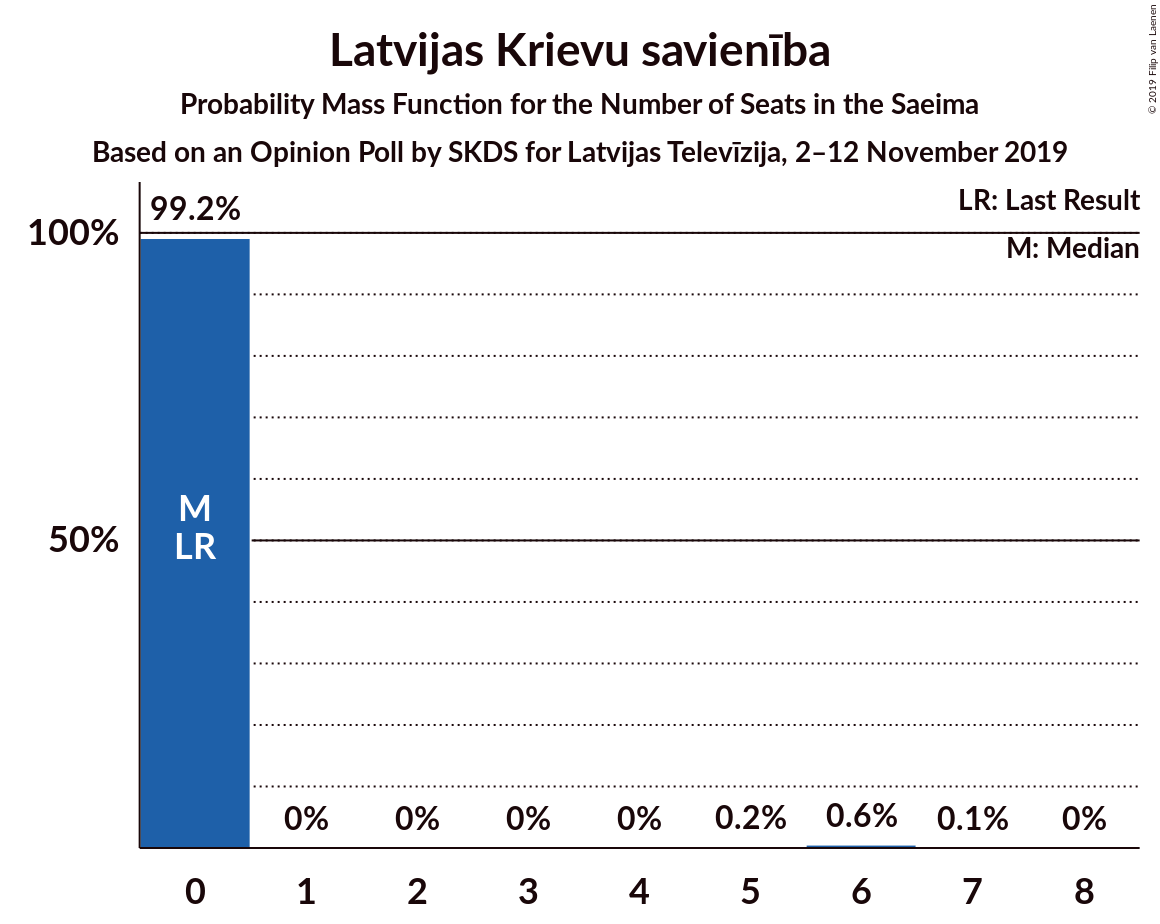 Latvijas Krievu savienība
Probability Mass Function for the Number of Seats in the Saeima
Based on an Opinion Poll by SKDS for Latvijas Televīzija, 2–12 November 2019
© 2019 Filip van Laenen
LR: Last Result
M: Median
99.2%
100%
M
LR
50%
0% 0% 0% 0% 0.2% 0.6% 0.1% 0%
0 1 2 3 4 5 6 7 8